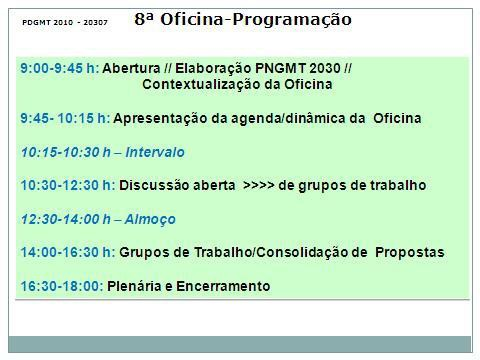 PDGMT 2010 - 20307 8ª Oficina-Programação
9:00-9:45 h: Abertura // Elaboração PNGMT 2030 //
Contextualização da Oficina
9:45- 10:15 h: Apresentação da agenda/dinâmica da Oficina
10:15-10:30 h – Intervalo
10:30-12:30 h: Discussão aberta >>>> de grupos de trabalho
12:30-14:00 h – Almoço
14:00-16:30 h: Grupos de Trabalho/Consolidação de Propostas
16:30-18:00: Plenária e Encerramento